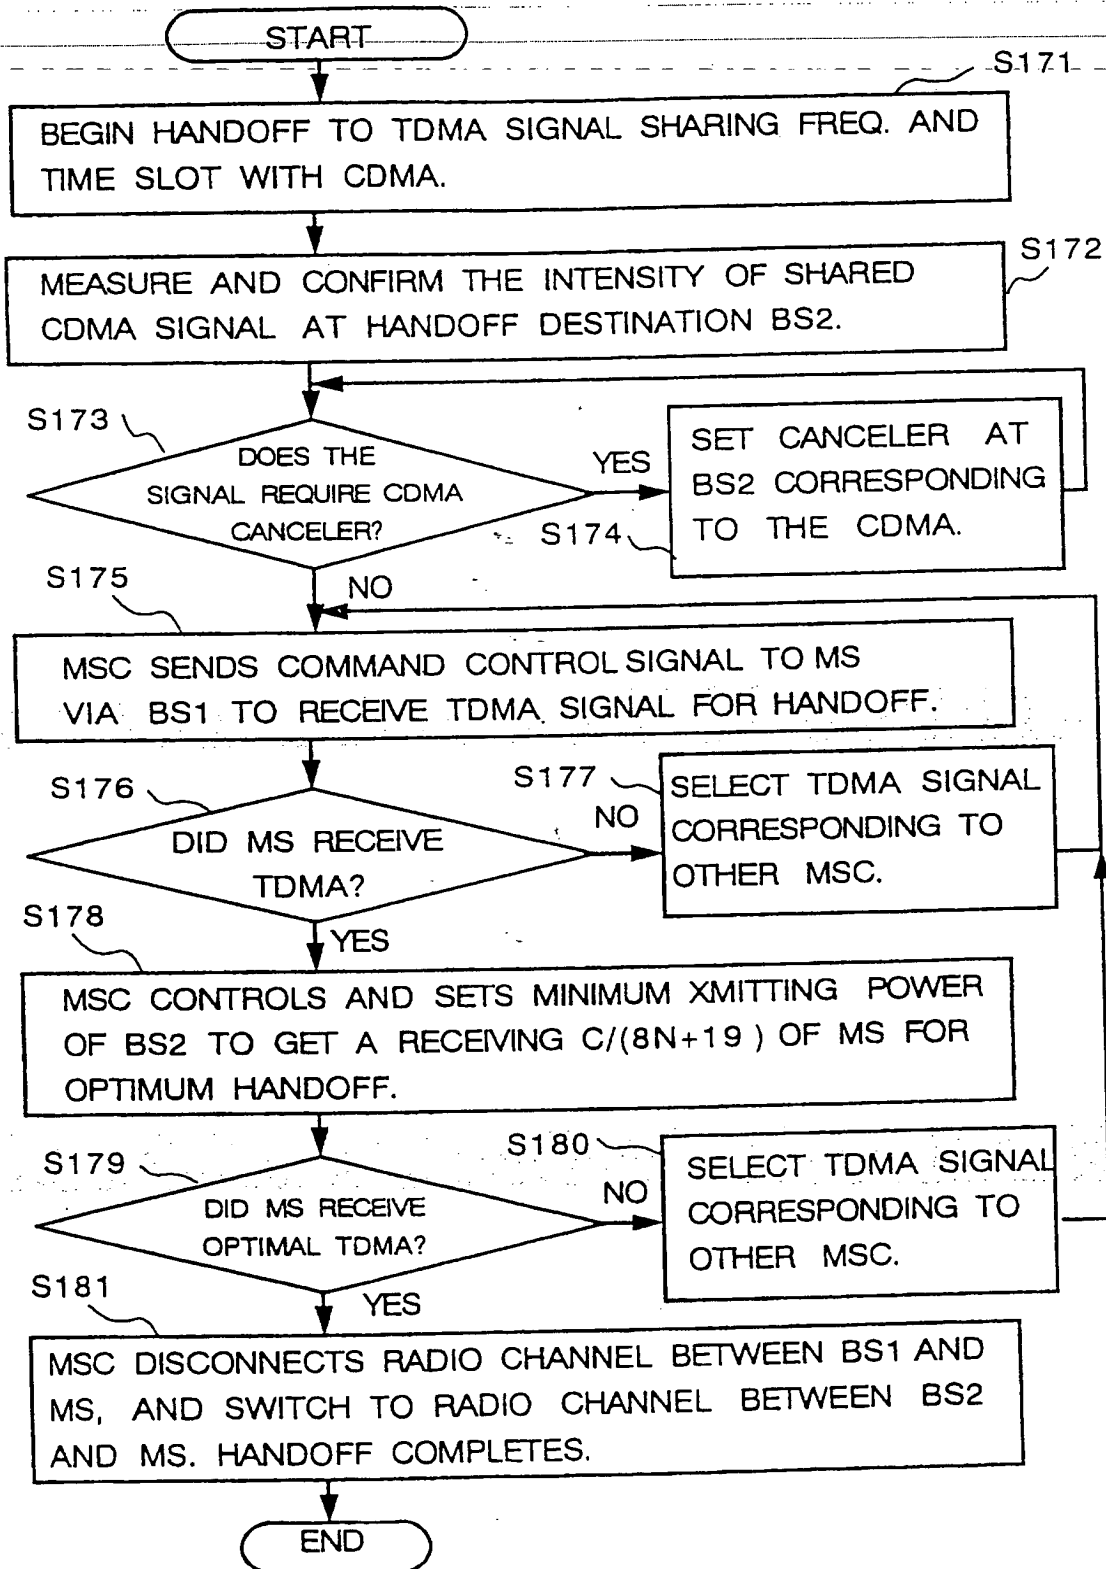 START
S171
BEGIN HANDOFF TO TDMA SIGNAL SHARING FREQ. AND
TIME SLOT WITH CDMA.
S172
MEASURE AND CONFIRM THE INTENSITY OF SHARED
CDMA SIGNAL AT HANDOFF DESTINATION BS2.
S173
DOES THE
SIGNAL REQUIRE CDMA
CANCELER?
YES
S174
SET CANCELER AT
BS2 CORRESPONDING
TO THE CDMA.
NO
S175
MSC SENDS COMMAND CONTROL SIGNAL TO MS
VIA BS1 TO RECEIVE TDMA SIGNAL FOR HANDOFF.
S176
DID MS RECEIVE
TDMA?
NO
S177
SELECT TDMA SIGNAL
CORRESPONDING TO
OTHER MSC.
YES
S178
MSC CONTROLS AND SETS MINIMUM XMITTING POWER
OF BS2 TO GET A RECEIVING C/(8N+19 ) OF MS FOR
OPTIMUM HANDOFF.
S179
DID MS RECEIVE
OPTIMAL TDMA?
NO
S180
SELECT TDMA SIGNAL
CORRESPONDING TO
OTHER MSC.
YES
S181
MSC DISCONNECTS RADIO CHANNEL BETWEEN BS1 AND
MS, AND SWITCH TO RADIO CHANNEL BETWEEN BS2
AND MS. HANDOFF COMPLETES.
END